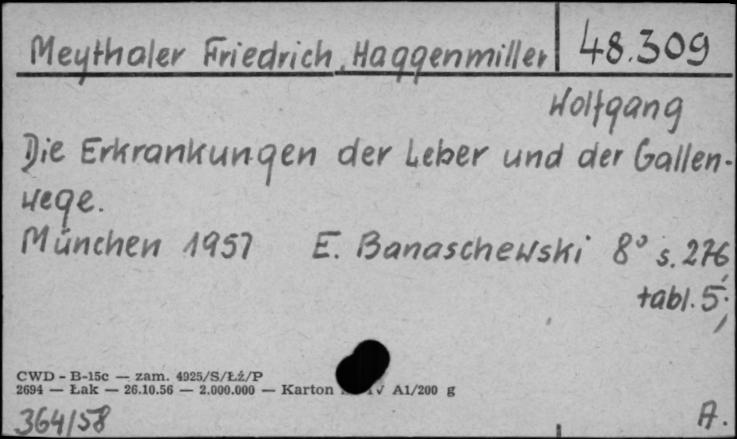 Meythaler Friedrich, Haggenmiller 48.309
Wolfgang
Die Erkrankungen der Leber und der Gallen-
wege.
München 1957 E. Banaschewski 8° s. 276,
tabl. 5;
CWD - B-15c — zam. 4925/S/Łż/P
2694 — Łak — 26.10.56 — 2.000.000 — Karton V A1/200 g
364/58 A.